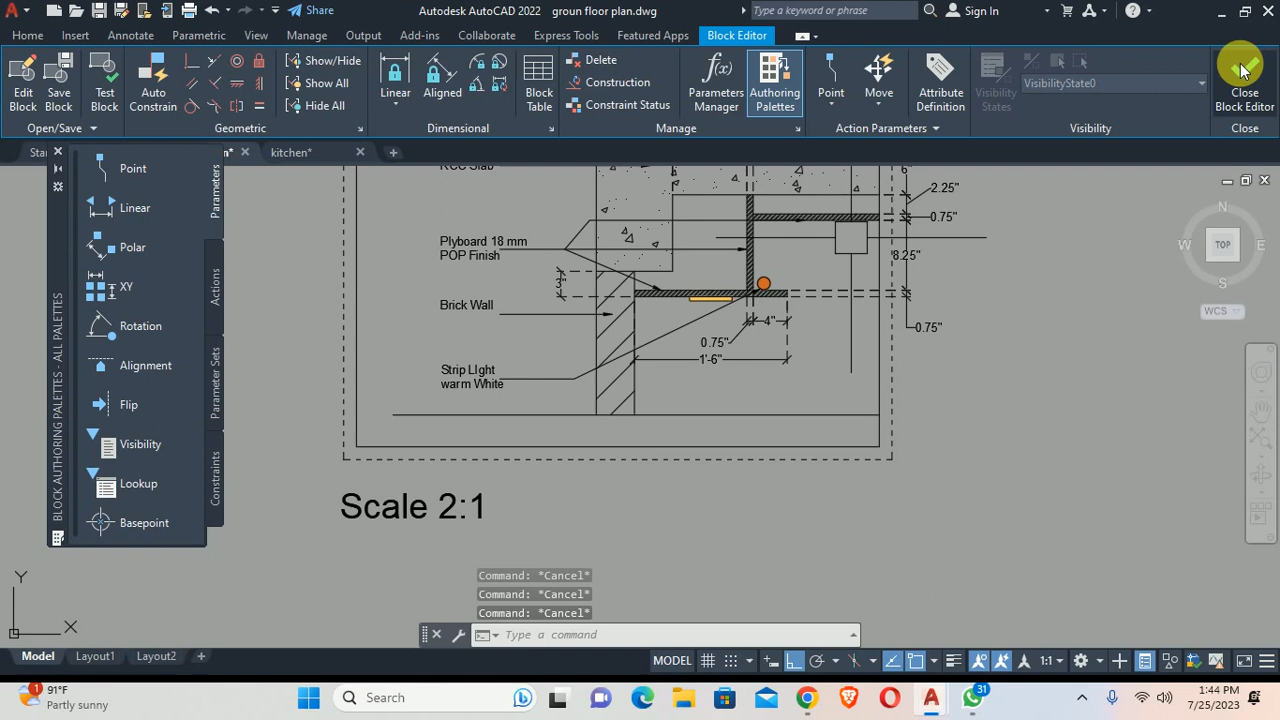 Share
Autodesk AutoCAD 2022 groun floor plan.dwg
Type a keyword or phrase
Sign In
Home Insert Annotate Parametric View Manage Output Add-ins Collaborate Express Tools Featured Apps Block Editor
Edit Block
Save Block
Test Block
Open/Save
Auto Constrain
Show/Hide
Show All
Hide All
Geometric
Linear
Aligned
Dimensional
Block Table
Delete
Construction
Constraint Status
Parameters Manager
Authoring Palettes
Manage
Point
Move
Attribute Definition
Action Parameters
Visibility States
VisibilityState0
Visibility
Close Block Editor
Close
kitchen*
BLOCK AUTHORING PALETTES - ALL PALETTES
Point
Linear
Polar
XY
Rotation
Alignment
Flip
Visibility
Lookup
Basepoint
Parameters
Actions
Parameter Sets
Constraints
Plyboard 18 mm
POP Finish
Brick Wall
Strip LIght
warm White
3"
6"
2.25"
0.75"
8.25"
0.75"
4"
0.75"
1'-6"
Scale 2:1
N
W
TOP
E
S
WCS
Y
X
Command: *Cancel*
Command: *Cancel*
Command: *Cancel*
Type a command
Model Layout1 Layout2
MODEL
1:1
1
91°F
Partly sunny
Search
31
1:44 PM
7/25/2023